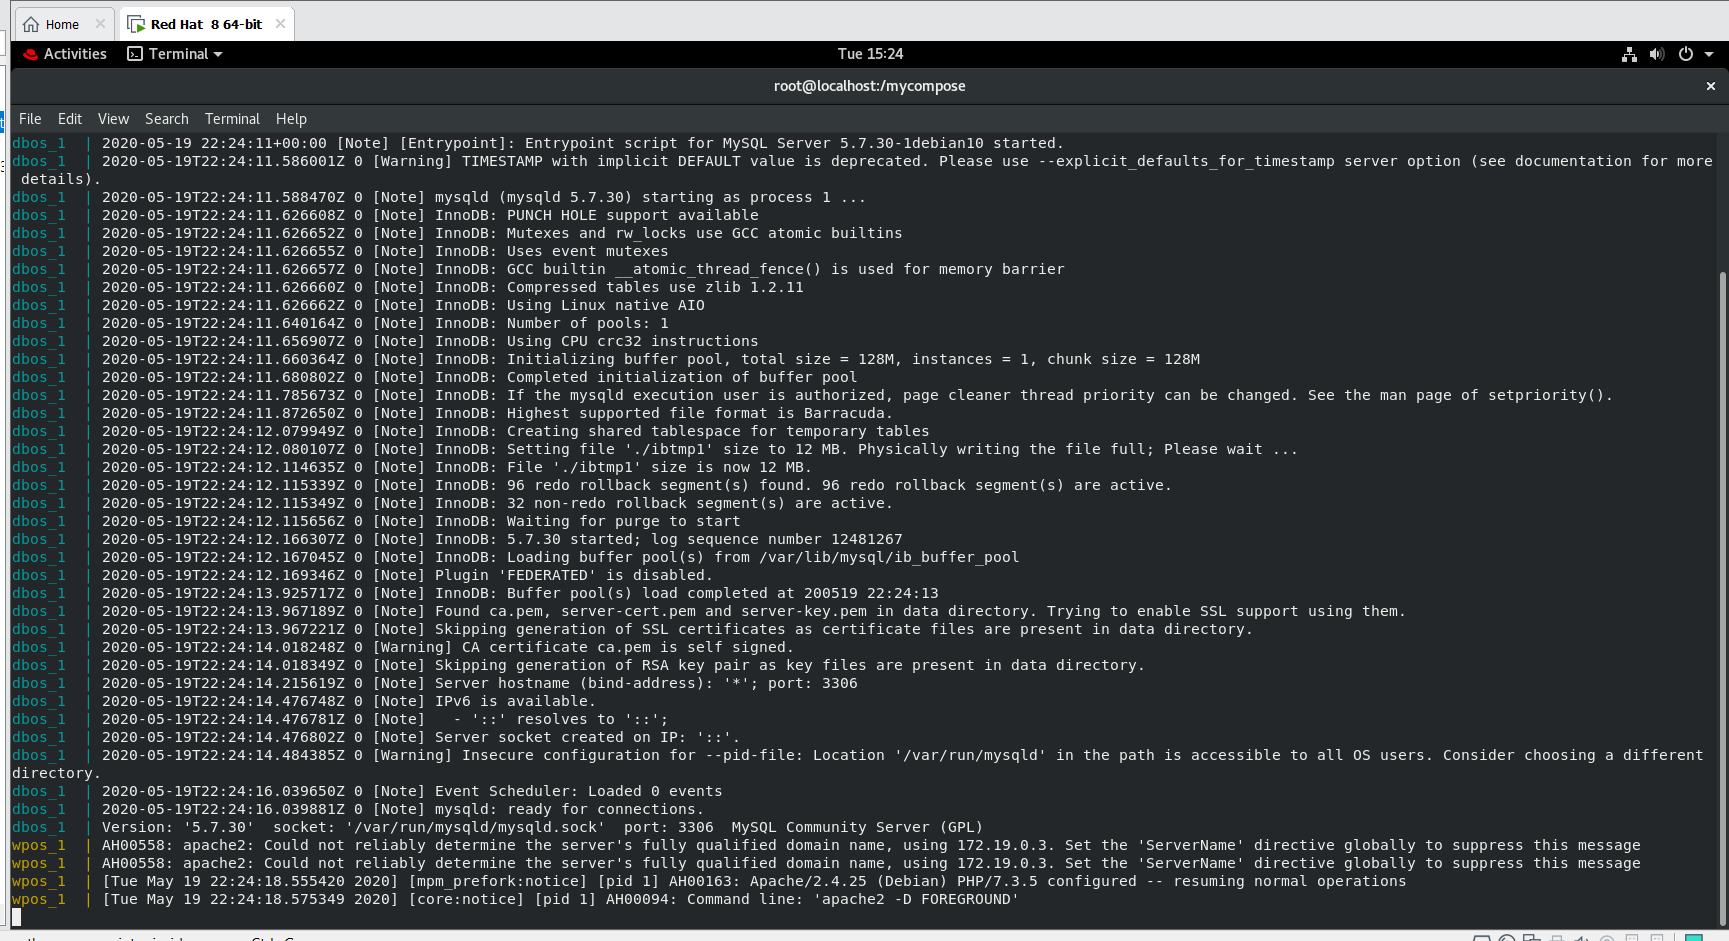 Home ×
Red Hat 8 64-bit ×
Activities Terminal
Tue 15:24
root@localhost:/mycompose ×
File Edit View Search Terminal Help
dbos_1 | 2020-05-19 22:24:11+00:00 [Note] [Entrypoint]: Entrypoint script for MySQL Server 5.7.30-1debian10 started.
dbos_1 | 2020-05-19T22:24:11.586001Z 0 [Warning] TIMESTAMP with implicit DEFAULT value is deprecated. Please use --explicit_defaults_for_timestamp server option (see documentation for more
details).
dbos_1 | 2020-05-19T22:24:11.588470Z 0 [Note] mysqld (mysqld 5.7.30) starting as process 1 ...
dbos_1 | 2020-05-19T22:24:11.626608Z 0 [Note] InnoDB: PUNCH HOLE support available
dbos_1 | 2020-05-19T22:24:11.626652Z 0 [Note] InnoDB: Mutexes and rw_locks use GCC atomic builtins
dbos_1 | 2020-05-19T22:24:11.626655Z 0 [Note] InnoDB: Uses event mutexes
dbos_1 | 2020-05-19T22:24:11.626657Z 0 [Note] InnoDB: GCC builtin __atomic_thread_fence() is used for memory barrier
dbos_1 | 2020-05-19T22:24:11.626660Z 0 [Note] InnoDB: Compressed tables use zlib 1.2.11
dbos_1 | 2020-05-19T22:24:11.626662Z 0 [Note] InnoDB: Using Linux native AIO
dbos_1 | 2020-05-19T22:24:11.640164Z 0 [Note] InnoDB: Number of pools: 1
dbos_1 | 2020-05-19T22:24:11.656907Z 0 [Note] InnoDB: Using CPU crc32 instructions
dbos_1 | 2020-05-19T22:24:11.660364Z 0 [Note] InnoDB: Initializing buffer pool, total size = 128M, instances = 1, chunk size = 128M
dbos_1 | 2020-05-19T22:24:11.680802Z 0 [Note] InnoDB: Completed initialization of buffer pool
dbos_1 | 2020-05-19T22:24:11.785673Z 0 [Note] InnoDB: If the mysqld execution user is authorized, page cleaner thread priority can be changed. See the man page of setpriority().
dbos_1 | 2020-05-19T22:24:11.872650Z 0 [Note] InnoDB: Highest supported file format is Barracuda.
dbos_1 | 2020-05-19T22:24:12.079949Z 0 [Note] InnoDB: Creating shared tablespace for temporary tables
dbos_1 | 2020-05-19T22:24:12.080107Z 0 [Note] InnoDB: Setting file './ibtmp1' size to 12 MB. Physically writing the file full; Please wait ...
dbos_1 | 2020-05-19T22:24:12.114635Z 0 [Note] InnoDB: File './ibtmp1' size is now 12 MB.
dbos_1 | 2020-05-19T22:24:12.115339Z 0 [Note] InnoDB: 96 redo rollback segment(s) found. 96 redo rollback segment(s) are active.
dbos_1 | 2020-05-19T22:24:12.115349Z 0 [Note] InnoDB: 32 non-redo rollback segment(s) are active.
dbos_1 | 2020-05-19T22:24:12.115656Z 0 [Note] InnoDB: Waiting for purge to start
dbos_1 | 2020-05-19T22:24:12.166307Z 0 [Note] InnoDB: 5.7.30 started; log sequence number 12481267
dbos_1 | 2020-05-19T22:24:12.167045Z 0 [Note] InnoDB: Loading buffer pool(s) from /var/lib/mysql/ib_buffer_pool
dbos_1 | 2020-05-19T22:24:12.169346Z 0 [Note] Plugin 'FEDERATED' is disabled.
dbos_1 | 2020-05-19T22:24:13.925717Z 0 [Note] InnoDB: Buffer pool(s) load completed at 200519 22:24:13
dbos_1 | 2020-05-19T22:24:13.967189Z 0 [Note] Found ca.pem, server-cert.pem and server-key.pem in data directory. Trying to enable SSL support using them.
dbos_1 | 2020-05-19T22:24:13.967221Z 0 [Note] Skipping generation of SSL certificates as certificate files are present in data directory.
dbos_1 | 2020-05-19T22:24:14.018248Z 0 [Warning] CA certificate ca.pem is self signed.
dbos_1 | 2020-05-19T22:24:14.018349Z 0 [Note] Skipping generation of RSA key pair as key files are present in data directory.
dbos_1 | 2020-05-19T22:24:14.215619Z 0 [Note] Server hostname (bind-address): '*'; port: 3306
dbos_1 | 2020-05-19T22:24:14.476748Z 0 [Note] IPv6 is available.
dbos_1 | 2020-05-19T22:24:14.476781Z 0 [Note]   - '::' resolves to '::';
dbos_1 | 2020-05-19T22:24:14.476802Z 0 [Note] Server socket created on IP: '::'.
dbos_1 | 2020-05-19T22:24:14.484385Z 0 [Warning] Insecure configuration for --pid-file: Location '/var/run/mysqld' in the path is accessible to all OS users. Consider choosing a different
directory.
dbos_1 | 2020-05-19T22:24:16.039650Z 0 [Note] Event Scheduler: Loaded 0 events
dbos_1 | 2020-05-19T22:24:16.039881Z 0 [Note] mysqld: ready for connections.
dbos_1 | Version: '5.7.30'  socket: '/var/run/mysqld/mysqld.sock'  port: 3306  MySQL Community Server (GPL)
wpos_1 | AH00558: apache2: Could not reliably determine the server's fully qualified domain name, using 172.19.0.3. Set the 'ServerName' directive globally to suppress this message
wpos_1 | AH00558: apache2: Could not reliably determine the server's fully qualified domain name, using 172.19.0.3. Set the 'ServerName' directive globally to suppress this message
wpos_1 | [Tue May 19 22:24:18.555420 2020] [mpm_prefork:notice] [pid 1] AH00163: Apache/2.4.25 (Debian) PHP/7.3.5 configured -- resuming normal operations
wpos_1 | [Tue May 19 22:24:18.575349 2020] [core:notice] [pid 1] AH00094: Command line: 'apache2 -D FOREGROUND'